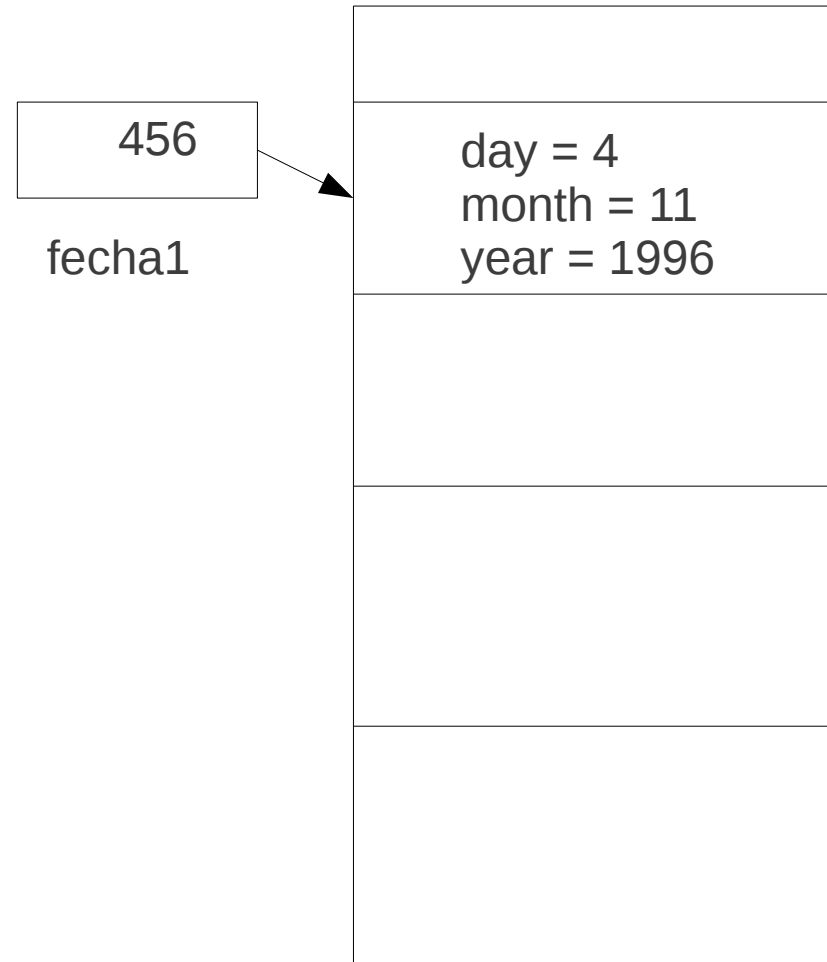 456
fecha1
day = 4
month = 11
year = 1996